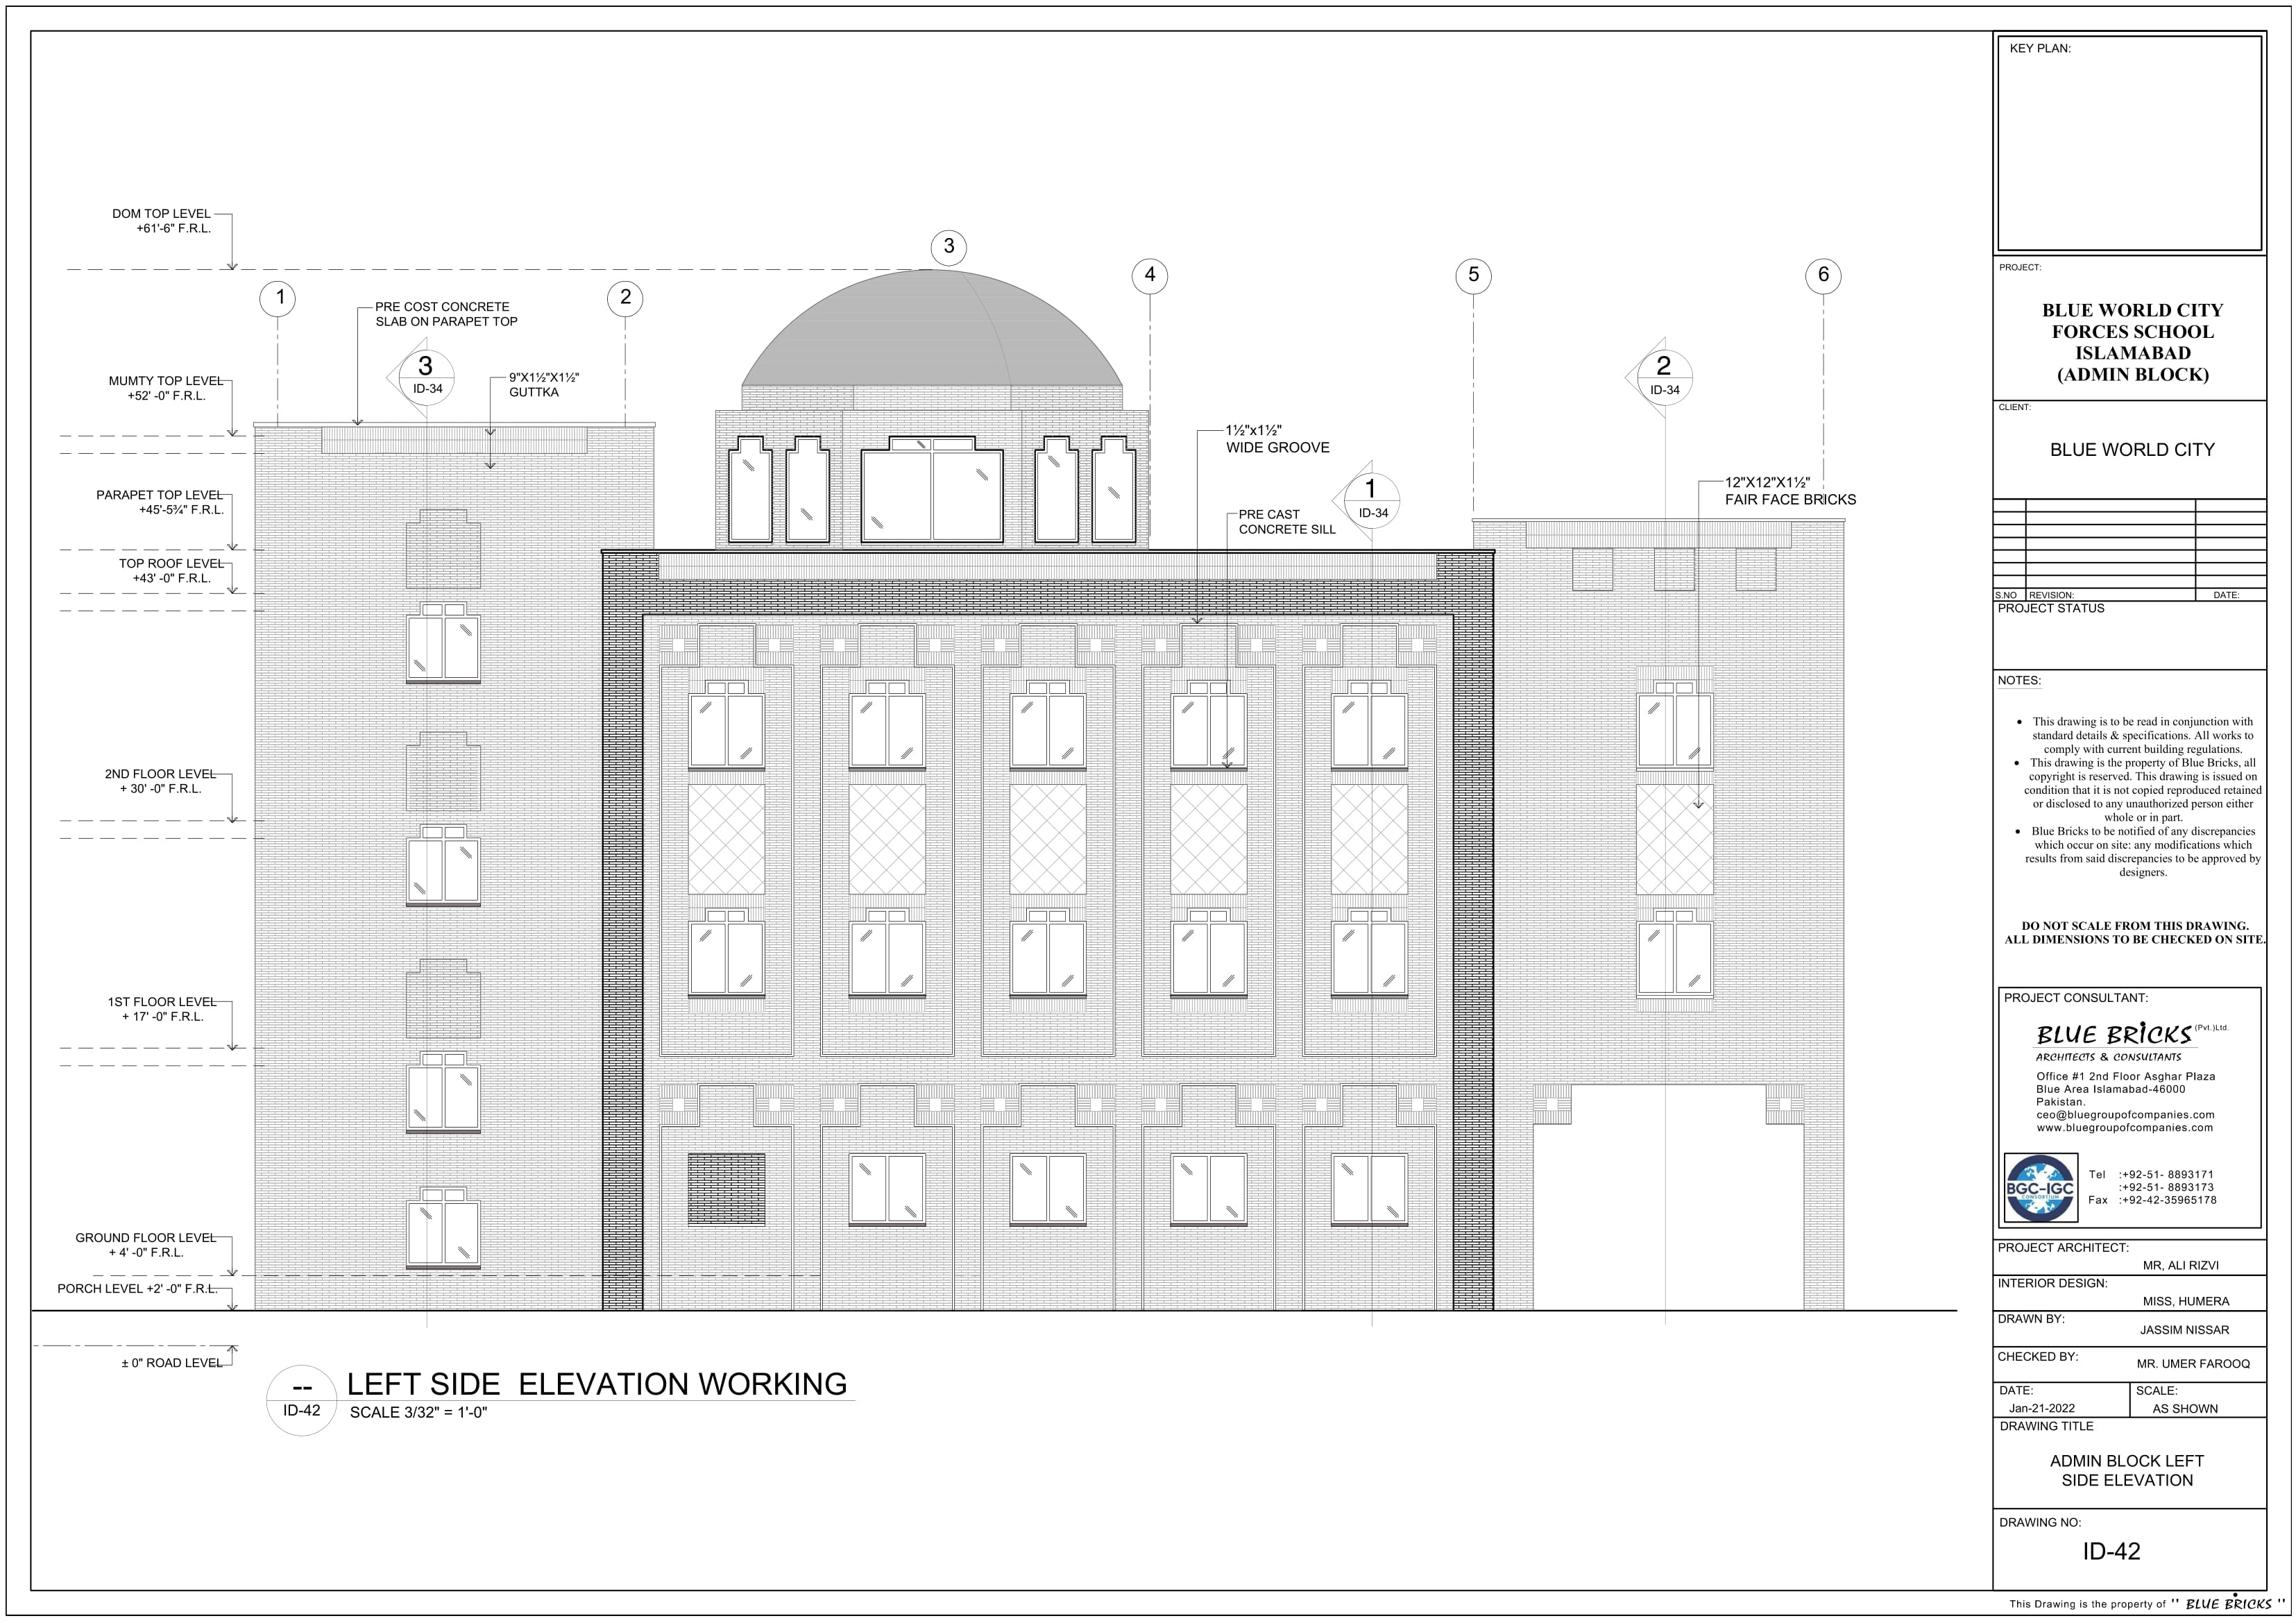 DOM TOP LEVEL
+61'-6" F.R.L.
MUMTY TOP LEVEL
+52' -0" F.R.L.
PARAPET TOP LEVEL
+45'-5¾" F.R.L.
TOP ROOF LEVEL
+43' -0" F.R.L.
2ND FLOOR LEVEL
+ 30' -0" F.R.L.
1ST FLOOR LEVEL
+ 17' -0" F.R.L.
GROUND FLOOR LEVEL
+ 4' -0" F.R.L.
PORCH LEVEL +2' -0" F.R.L.
± 0" ROAD LEVEL
1
2
3
4
5
6
PRE COST CONCRETE
SLAB ON PARAPET TOP
3
ID-34
9"X1½"X1½"
GUTTKA
1½"x1½"
WIDE GROOVE
PRE CAST
CONCRETE SILL
1
ID-34
2
ID-34
12"X12"X1½"
FAIR FACE BRICKS
--
ID-42
LEFT SIDE ELEVATION WORKING
SCALE 3/32" = 1'-0"
KEY PLAN:
PROJECT:
BLUE WORLD CITY
FORCES SCHOOL
ISLAMABAD
(ADMIN BLOCK)
CLIENT:
BLUE WORLD CITY
S.NO REVISION: DATE:
PROJECT STATUS
NOTES:
• This drawing is to be read in conjunction with
standard details & specifications. All works to
comply with current building regulations.
• This drawing is the property of Blue Bricks, all
copyright is reserved. This drawing is issued on
condition that it is not copied reproduced retained
or disclosed to any unauthorized person either
whole or in part.
• Blue Bricks to be notified of any discrepancies
which occur on site: any modifications which
results from said discrepancies to be approved by
designers.
DO NOT SCALE FROM THIS DRAWING.
ALL DIMENSIONS TO BE CHECKED ON SITE.
PROJECT CONSULTANT:
BLUE BRICKS (Pvt.)Ltd.
ARCHITECTS & CONSULTANTS
Office #1 2nd Floor Asghar Plaza
Blue Area Islamabad-46000
Pakistan.
ceo@bluegroupofcompanies.com
www.bluegroupofcompanies.com
BGC-IGC
CONSORTIUM
Tel :+92-51- 8893171
:+92-51- 8893173
Fax :+92-42-35965178
PROJECT ARCHITECT:
MR, ALI RIZVI
INTERIOR DESIGN:
MISS, HUMERA
DRAWN BY:
JASSIM NISSAR
CHECKED BY:
MR. UMER FAROOQ
DATE:
Jan-21-2022
SCALE:
AS SHOWN
DRAWING TITLE
ADMIN BLOCK LEFT
SIDE ELEVATION
DRAWING NO:
ID-42
This Drawing is the property of " BLUE BRICKS "